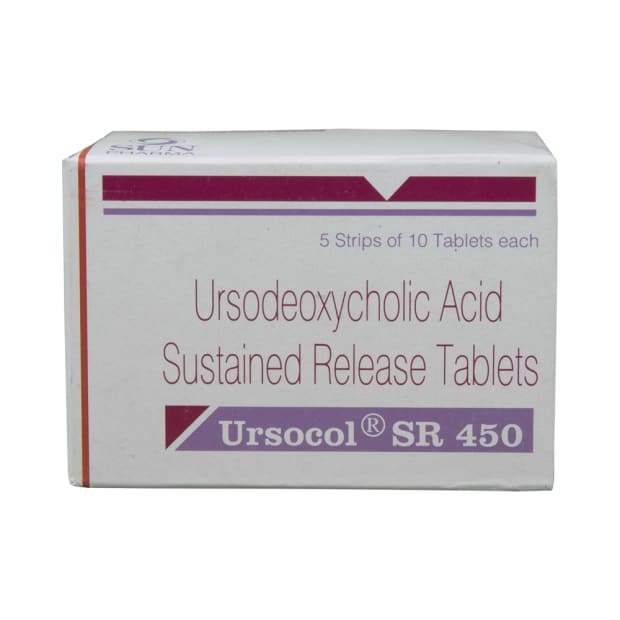 SUN
PHARMA
5 Strips of 10 Tablets each
Ursodeoxycholic Acid
Sustained Release Tablets
Ursocol® SR 450